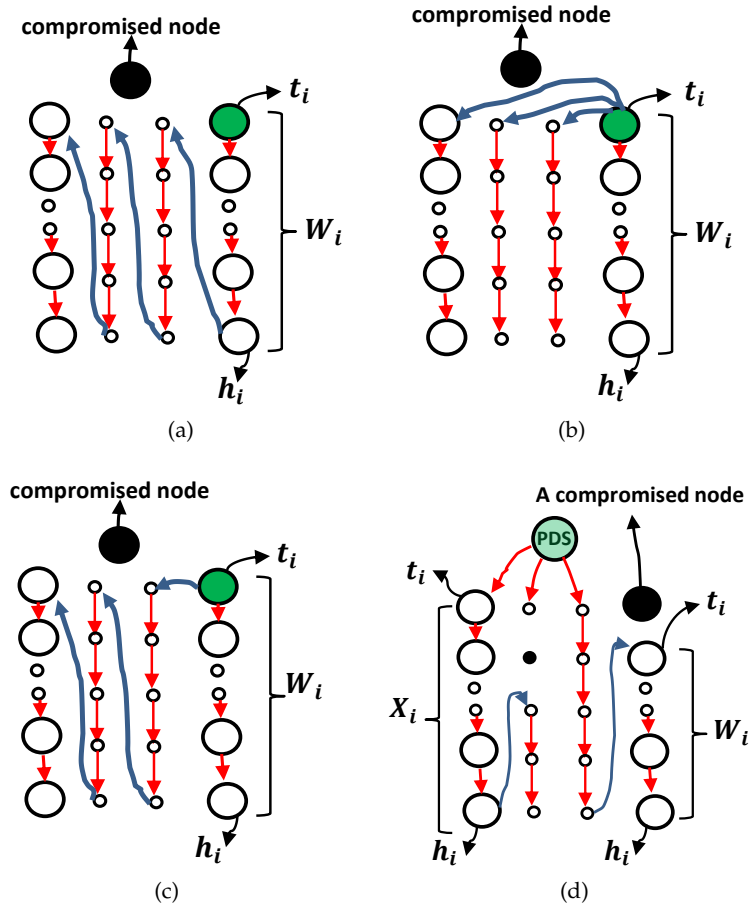 compromised node
t_i
W_i
h_i
(a)
compromised node
t_i
W_i
h_i
(b)
compromised node
t_i
W_i
h_i
(c)
A compromised node
PDS
t_i
t_i
X_i
W_i
h_i
h_i
(d)